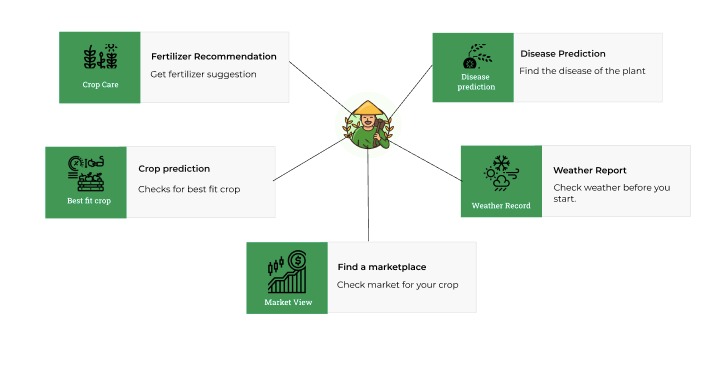 Crop Care
Fertilizer Recommendation
Get fertilizer suggestion
Disease
prediction
Disease Prediction
Find the disease of the plant
Best fit crop
Crop prediction
Checks for best fit crop
Weather Record
Weather Report
Check weather before you
start.
Market View
Find a marketplace
Check market for your crop